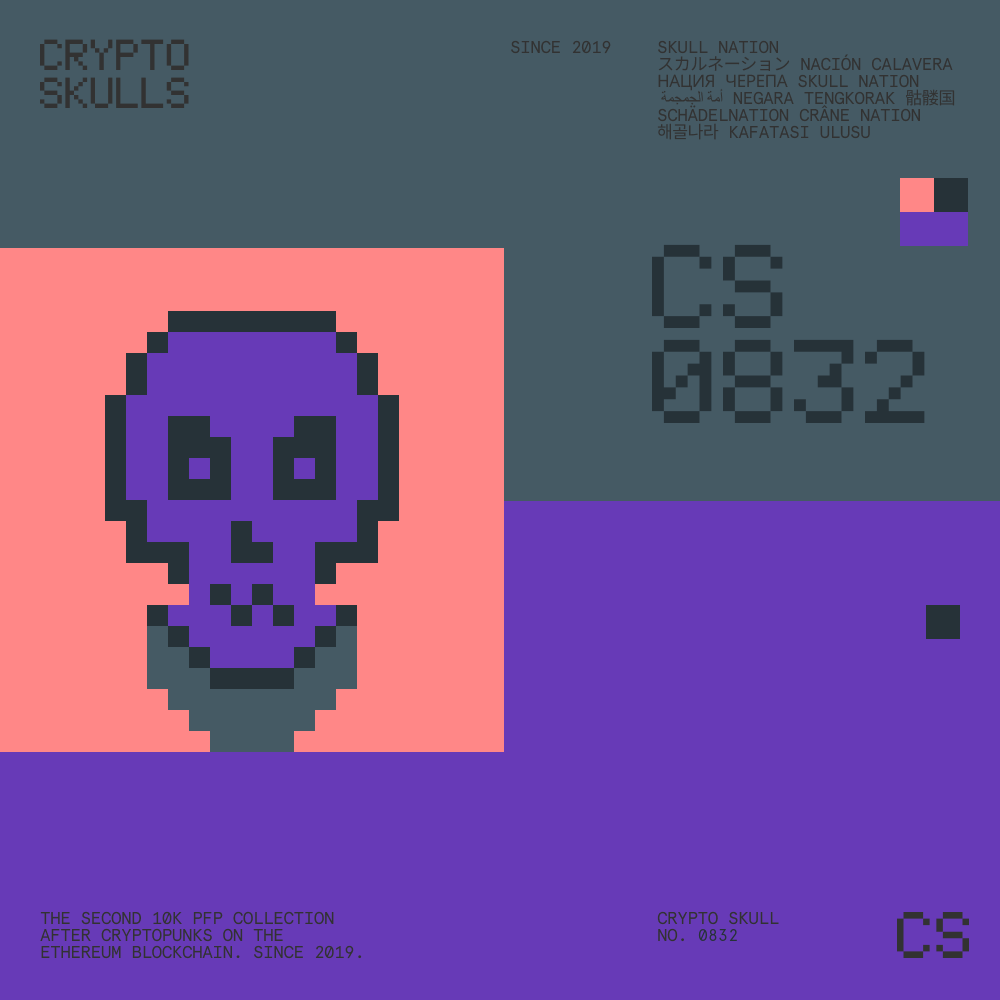 CRYPTO
SKULLS
SINCE 2019
SKULL NATION
スカルネーション NACIÓN CALAVERA
НАЦИЯ ЧЕРЕПА SKULL NATION
أمة الجمجمة NEGARA TENGKORAK 骷髅国
SCHÄDELNATION CRÂNE NATION
해골나라 KAFATASI ULUSU
CS
0832
THE SECOND 10K PFP COLLECTION
AFTER CRYPTOPUNKS ON THE
ETHEREUM BLOCKCHAIN. SINCE 2019.
CRYPTO SKULL
NO. 0832
CS